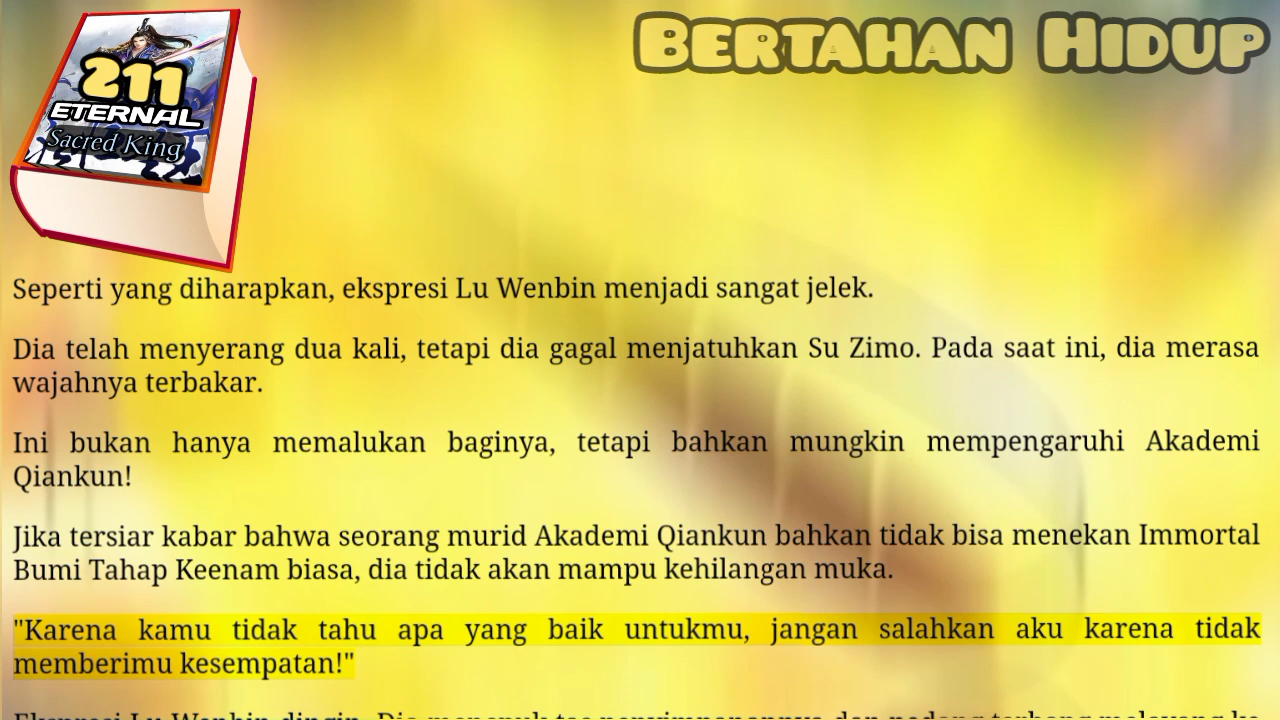 211
ETERNAL
Sacred King
BERTAHAN HIDUP
Seperti yang diharapkan, ekspresi Lu Wenbin menjadi sangat jelek.
Dia telah menyerang dua kali, tetapi dia gagal menjatuhkan Su Zimo. Pada saat ini, dia merasa
wajahnya terbakar.
Ini bukan hanya memalukan baginya, tetapi bahkan mungkin mempengaruhi Akademi
Qiankun!
Jika tersiar kabar bahwa seorang murid Akademi Qiankun bahkan tidak bisa menekan Immortal
Bumi Tahap Keenam biasa, dia tidak akan mampu kehilangan muka.
"Karena kamu tidak tahu apa yang baik untukmu, jangan salahkan aku karena tidak
memberimu kesempatan!"